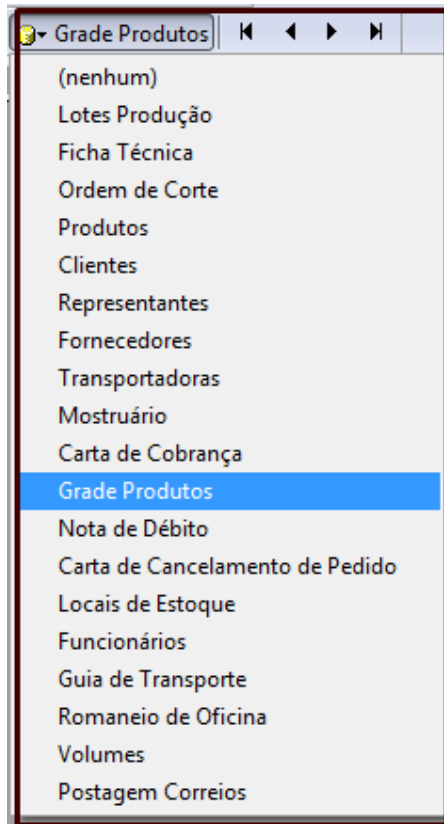 Grade Produtos
(nenhum)
Lotes Produção
Ficha Técnica
Ordem de Corte
Produtos
Clientes
Representantes
Fornecedores
Transportadoras
Mostruário
Carta de Cobrança
Grade Produtos
Nota de Débito
Carta de Cancelamento de Pedido
Locais de Estoque
Funcionários
Guia de Transporte
Romaneio de Oficina
Volumes
Postagem Correios